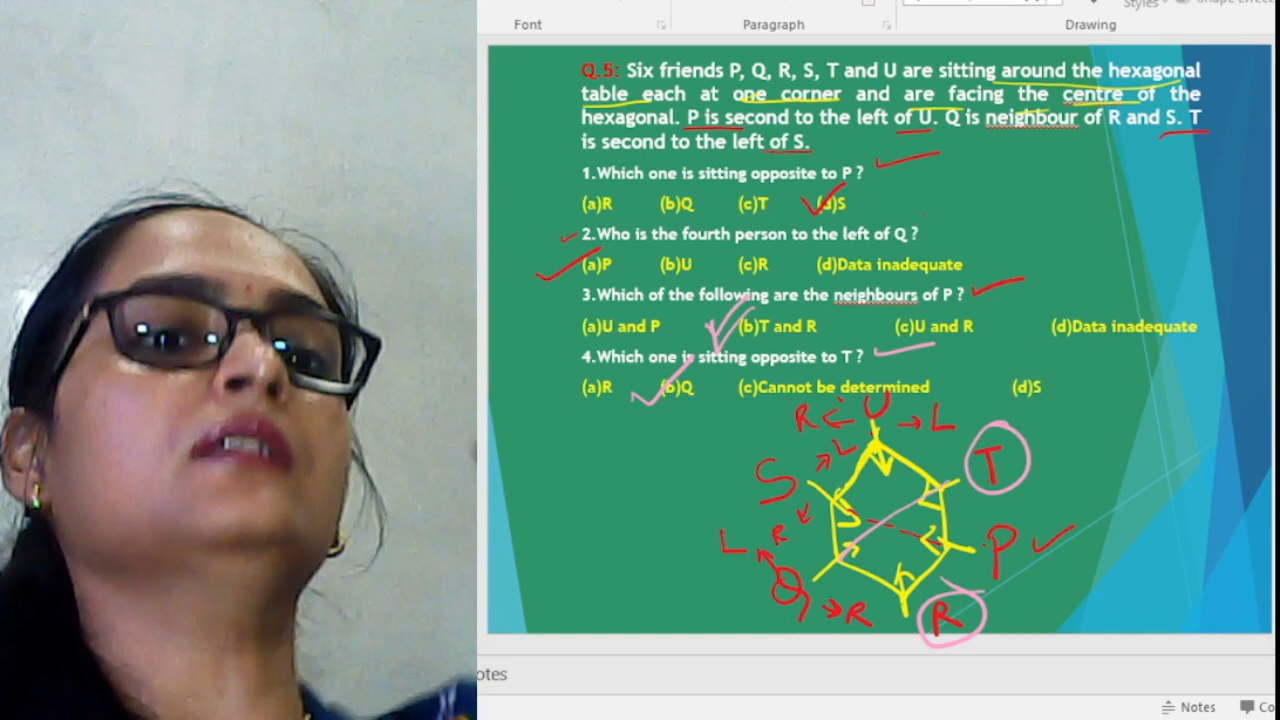 Styles
Shape Effects
Font
Paragraph
Drawing
Q.5: Six friends P, Q, R, S, T and U are sitting around the hexagonal
table each at one corner and are facing the centre of the
hexagonal. P is second to the left of U. Q is neighbour of R and S. T
is second to the left of S.
1.Which one is sitting opposite to P ?
(a)R (b)Q (c)T (d)S
2.Who is the fourth person to the left of Q ?
(a)P (b)U (c)R (d)Data inadequate
3.Which of the following are the neighbours of P ?
(a)U and P (b)T and R (c)U and R (d)Data inadequate
4.Which one is sitting opposite to T ?
(a)R (b)Q (c)Cannot be determined (d)S
R U L
L
S T
L R P
Q R R
otes
Notes
Co